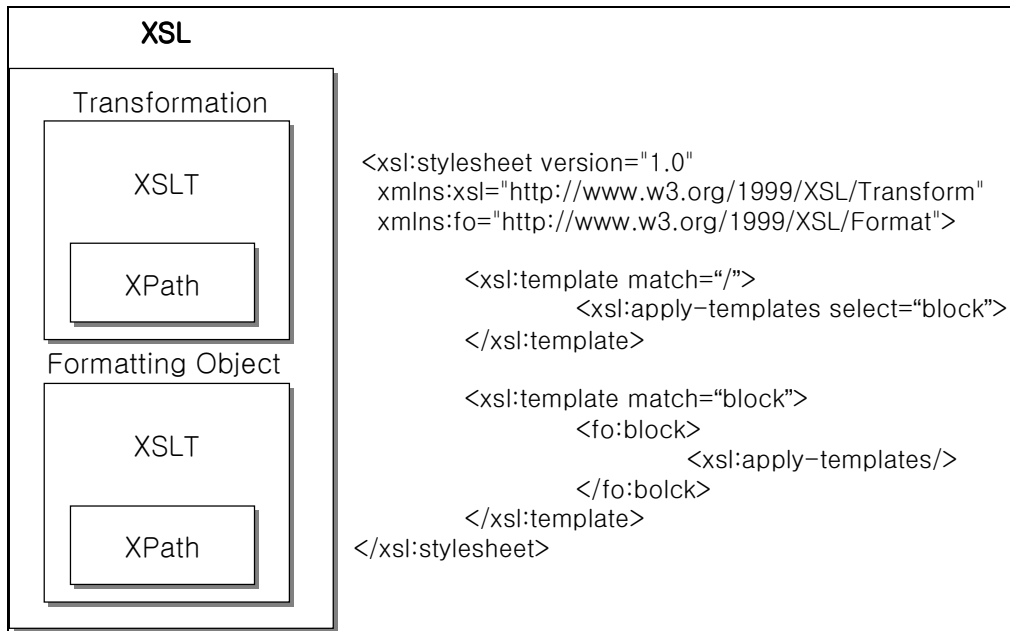 XSL
Transformation
XSLT
XPath
Formatting Object
XSLT
XPath
<xsl:stylesheet version="1.0"
xmlns:xsl="http://www.w3.org/1999/XSL/Transform"
xmlns:fo="http://www.w3.org/1999/XSL/Format">
<xsl:template match=“/”>
<xsl:apply-templates select=“block”>
</xsl:template>
<xsl:template match=“block”>
<fo:block>
<xsl:apply-templates/>
</fo:bolck>
</xsl:template>
</xsl:stylesheet>